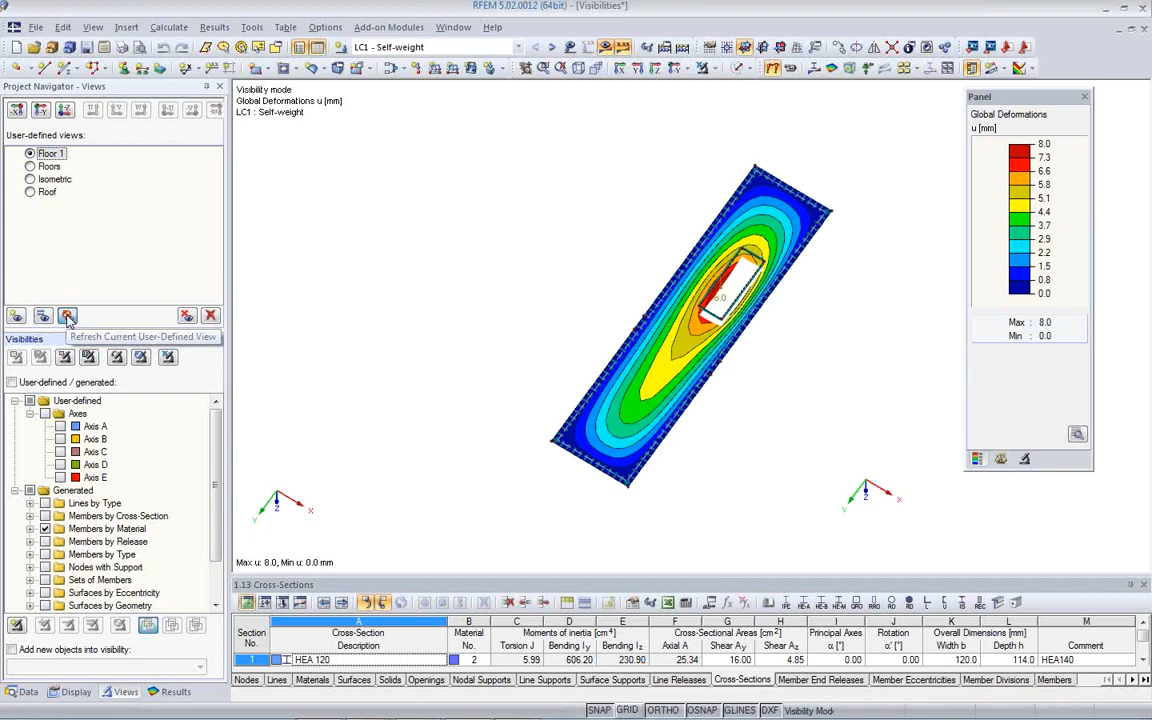 RFEM 5.02.0012 (64bit) - [Visibilities*]
File Edit View Insert Calculate Results Tools Table Options Add-on Modules Window Help
LC1 - Self-weight
Project Navigator - Views
User-defined views:
Floor 1
Floors
Isometric
Roof
Refresh Current User-Defined View
Visibilities
User-defined / generated:
User-defined
Axes
Axis A
Axis B
Axis C
Axis D
Axis E
Generated
Lines by Type
Members by Cross-Section
Members by Material
Members by Release
Members by Type
Nodes with Support
Sets of Members
Surfaces by Eccentricity
Surfaces by Geometry
Add new objects into visibility:
Data Display Views Results
Visibility mode
Global Deformations u [mm]
LC1 : Self-weight
8.0
X
Y
Z
X
Y
Z
Max u: 8.0, Min u: 0.0 mm
Panel
Global Deformations
u [mm]
8.0
7.3
6.6
5.8
5.1
4.4
3.7
2.9
2.2
1.5
0.8
0.0
Max : 8.0
Min : 0.0
1.13 Cross-Sections
A B C D E F G H I J K L M
Section Cross-Section Material Moments of inertia [cm4] Cross-Sectional Areas [cm2] Principal Axes Rotation Overall Dimensions [mm]
No. Description No. Torsion J Bending Iy Bending Iz Axial A Shear Ay Shear Az α [°] α' [°] Width b Depth h Comment
1 HEA 120 2 5.99 606.20 230.90 25.34 16.00 4.85 0.00 0.00 120.0 114.0 HEA140
Nodes Lines Materials Surfaces Solids Openings Nodal Supports Line Supports Surface Supports Line Releases Cross-Sections Member End Releases Member Eccentricities Member Divisions Members
SNAP GRID ORTHO OSNAP GLINES DXF Visibility Mode